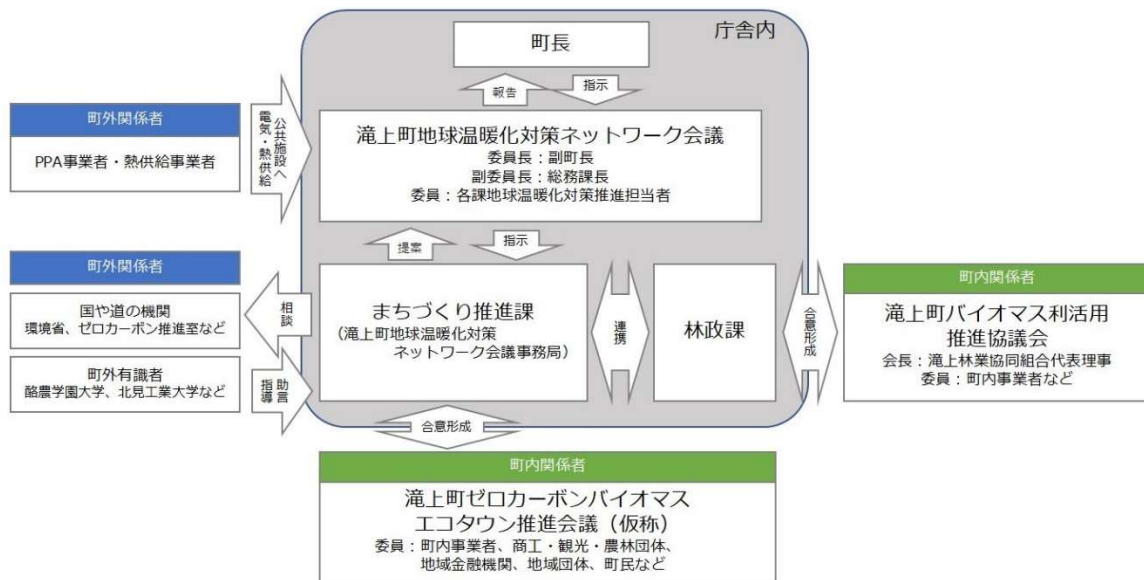 庁舎内
町長
報告
指示
町外関係者
PPA事業者・熱供給事業者
公共施設へ
電気・熱供給
滝上町地球温暖化対策ネットワーク会議
委員長：副町長
副委員長：総務課長
委員：各課地球温暖化対策推進担当者
提案
指示
町外関係者
国や道の機関
環境省、ゼロカーボン推進室など
町外有識者
酪農学園大学、北見工業大学など
相談
助言
指導
まちづくり推進課
（滝上町地球温暖化対策
ネットワーク会議事務局）
連携
林政課
合意形成
町内関係者
滝上町バイオマス利活用
推進協議会
会長：滝上林業協同組合代表理事
委員：町内事業者など
合意形成
町内関係者
滝上町ゼロカーボンバイオマス
エコタウン推進会議（仮称）
委員：町内事業者、商工・観光・農林団体、
地域金融機関、地域団体、町民など